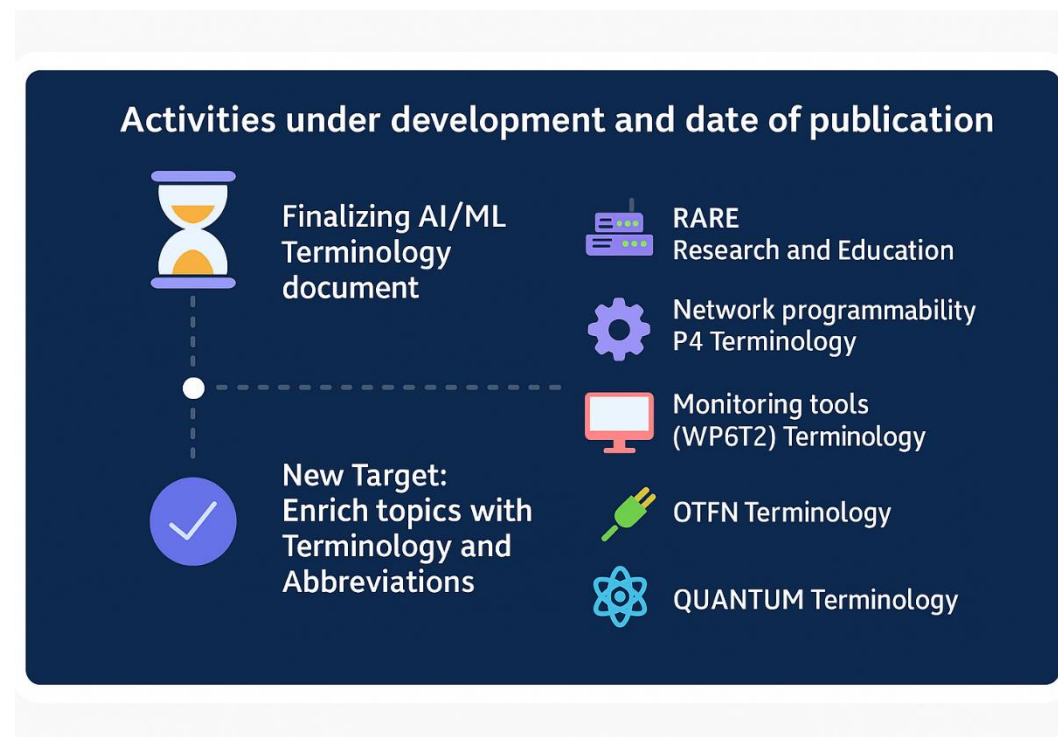 Activities under development and date of publication
Finalizing AI/ML
Terminology
document
New Target:
Enrich topics with
Terminology and
Abbreviations
RARE
Research and Education
Network programmability
P4 Terminology
Monitoring tools
(WP6T2) Terminology
OTFN Terminology
QUANTUM Terminology